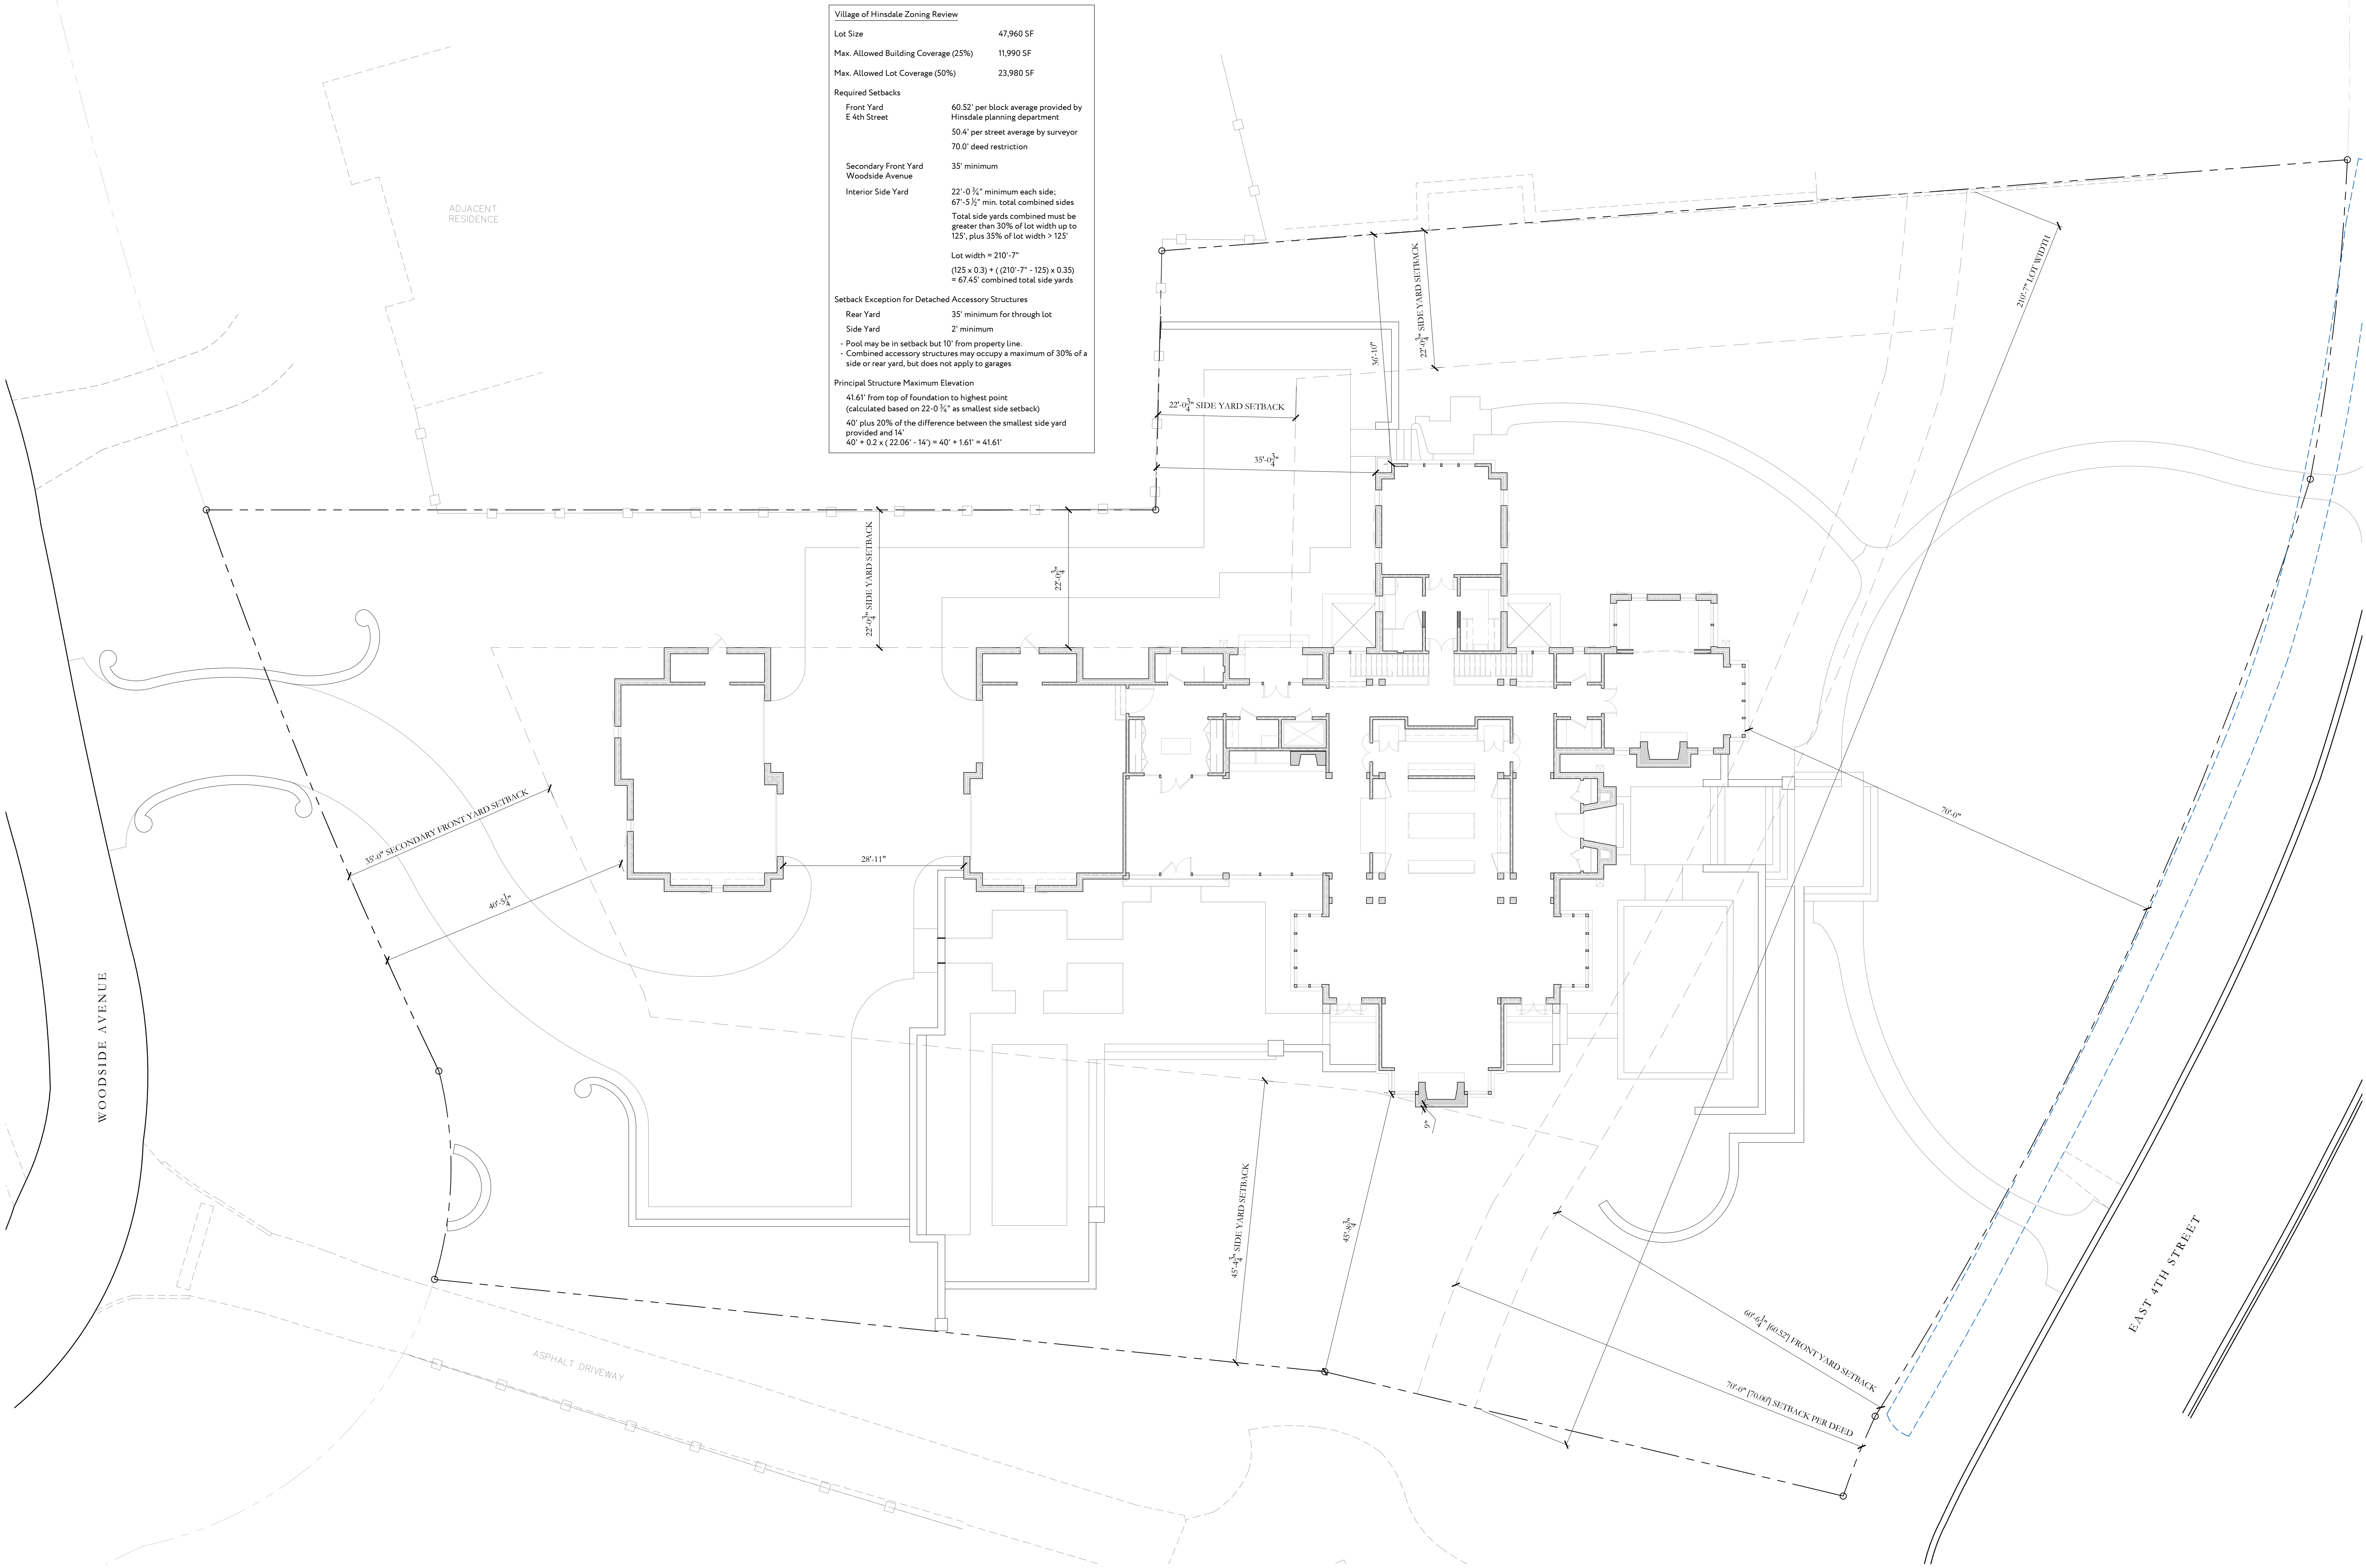 Village of Hinsdale Zoning Review
Lot Size 47,960 SF
Max. Allowed Building Coverage (25%) 11,990 SF
Max. Allowed Lot Coverage (50%) 23,980 SF
Required Setbacks
Front Yard 60.52' per block average provided by
E 4th Street Hinsdale planning department
50.4' per street average by surveyor
70.0' deed restriction
Secondary Front Yard 35' minimum
Woodside Avenue
Interior Side Yard 22'-0 ¾" minimum each side;
67'-5 ½" min. total combined sides
Total side yards combined must be
greater than 30% of lot width up to
125', plus 35% of lot width > 125'
Lot width = 210'-7"
(125 x 0.3) + ( (210'-7" - 125) x 0.35)
= 67.45' combined total side yards
Setback Exception for Detached Accessory Structures
Rear Yard 35' minimum for through lot
Side Yard 2' minimum
- Pool may be in setback but 10' from property line.
- Combined accessory structures may occupy a maximum of 30% of a
side or rear yard, but does not apply to garages
Principal Structure Maximum Elevation
41.61' from top of foundation to highest point
(calculated based on 22-0 ¾" as smallest side setback)
40' plus 20% of the difference between the smallest side yard
provided and 14'
40' + 0.2 x ( 22.06' - 14') = 40' + 1.61' = 41.61'
ADJACENT
RESIDENCE
210'-7" LOT WIDTH
22'-0¾" SIDE YARD SETBACK
36'-10"
22'-0¾" SIDE YARD SETBACK
35'-0¾"
22'-0¾" SIDE YARD SETBACK
22'-0¾"
35'-0" SECONDARY FRONT YARD SETBACK
28'-11"
70'-0"
40'-5¼"
WOODSIDE AVENUE
9"
45'-4¾" SIDE YARD SETBACK
45'-8¾"
EAST 4TH STREET
60'-6¼" [60.52'] FRONT YARD SETBACK
70'-0" [70.00'] SETBACK PER DEED
ASPHALT DRIVEWAY